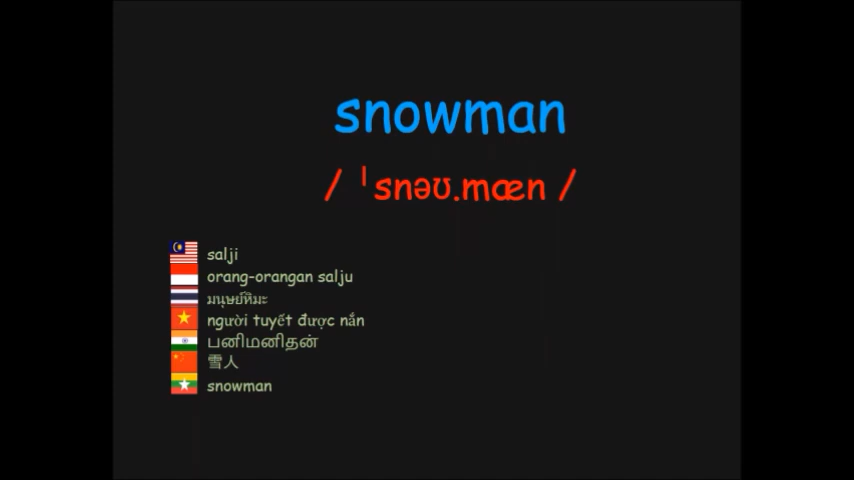 snowman
/ ˈsnəʊ.mæn /
salji
orang-orangan salju
มนุษย์หิมะ
người tuyết được nắn
பனிமனிதன்
雪人
snowman